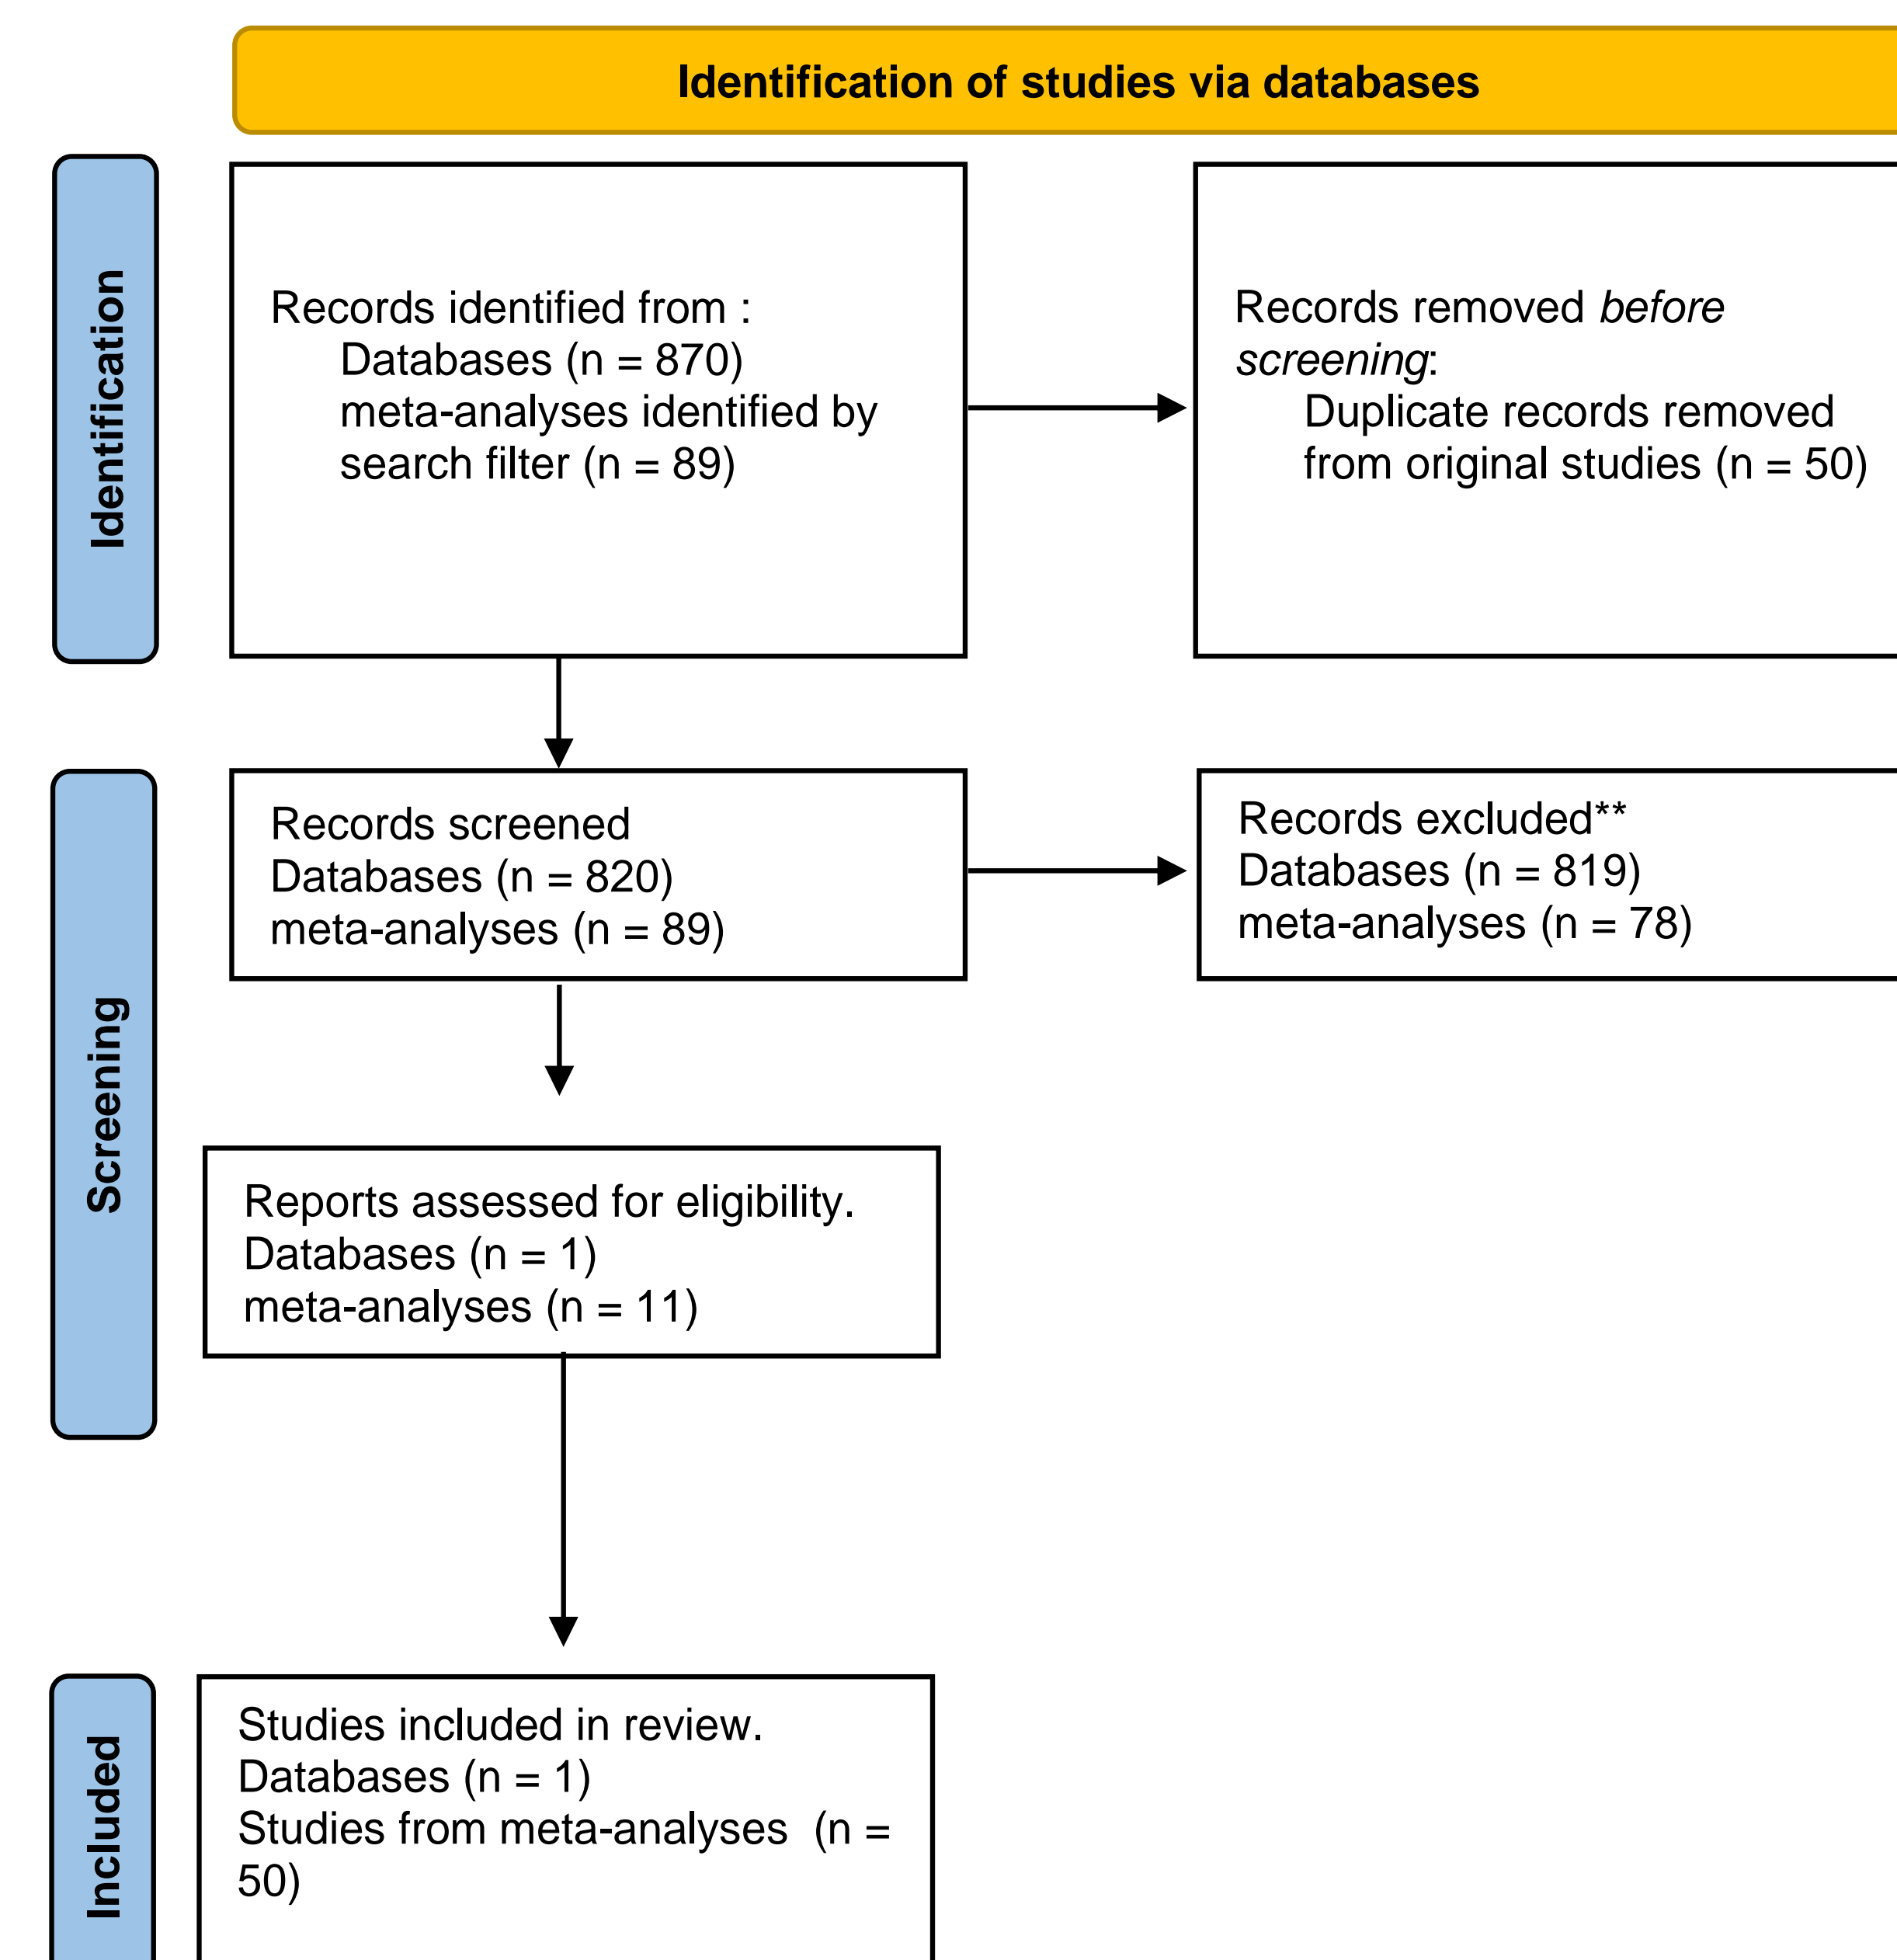 Identification of studies via databases
Identification
Records identified from :
Databases (n = 870)
meta-analyses identified by
search filter (n = 89)
Records removed before
screening:
Duplicate records removed
from original studies (n = 50)
Screening
Records screened
Databases (n = 820)
meta-analyses (n = 89)
Records excluded**
Databases (n = 819)
meta-analyses (n = 78)
Reports assessed for eligibility.
Databases (n = 1)
meta-analyses (n = 11)
Included
Studies included in review.
Databases (n = 1)
Studies from meta-analyses  (n =
50)